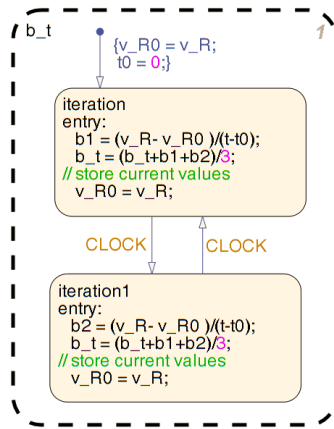 b_t
1
{v_R0 = v_R;
t0 = 0;}
iteration
entry:
b1 = (v_R- v_R0 )/(t-t0);
b_t = (b_t+b1+b2)/3;
// store current values
v_R0 = v_R;
CLOCK
CLOCK
iteration1
entry:
b2 = (v_R- v_R0 )/(t-t0);
b_t = (b_t+b1+b2)/3;
// store current values
v_R0 = v_R;